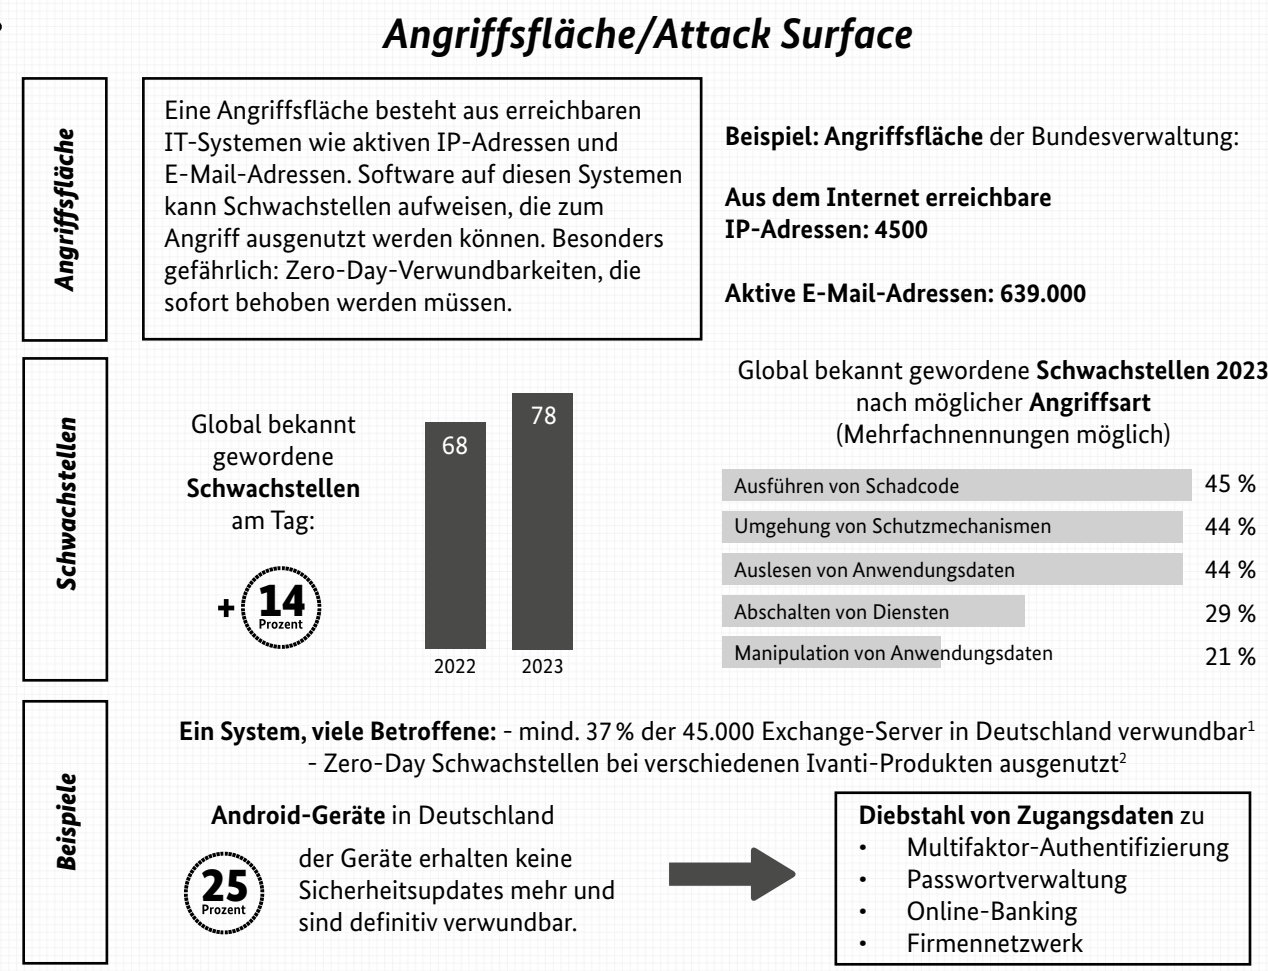 Angriffsfläche/Attack Surface
Angriffsfläche
Eine Angriffsfläche besteht aus erreichbaren
IT-Systemen wie aktiven IP-Adressen und
E-Mail-Adressen. Software auf diesen Systemen
kann Schwachstellen aufweisen, die zum
Angriff ausgenutzt werden können. Besonders
gefährlich: Zero-Day-Verwundbarkeiten, die
sofort behoben werden müssen.
Beispiel: Angriffsfläche der Bundesverwaltung:
Aus dem Internet erreichbare
IP-Adressen: 4500
Aktive E-Mail-Adressen: 639.000
Schwachstellen
Global bekannt
gewordene
Schwachstellen
am Tag:
+ 14
Prozent
68
78
2022
2023
Global bekannt gewordene Schwachstellen 2023
nach möglicher Angriffsart
(Mehrfachnennungen möglich)
Ausführen von Schadcode 45 %
Umgehung von Schutzmechanismen 44 %
Auslesen von Anwendungsdaten 44 %
Abschalten von Diensten 29 %
Manipulation von Anwendungsdaten 21 %
Beispiele
Ein System, viele Betroffene: - mind. 37 % der 45.000 Exchange-Server in Deutschland verwundbar¹
- Zero-Day Schwachstellen bei verschiedenen Ivanti-Produkten ausgenutzt²
Android-Geräte in Deutschland
25
Prozent
der Geräte erhalten keine
Sicherheitsupdates mehr und
sind definitiv verwundbar.
Diebstahl von Zugangsdaten zu
• Multifaktor-Authentifizierung
• Passwortverwaltung
• Online-Banking
• Firmennetzwerk